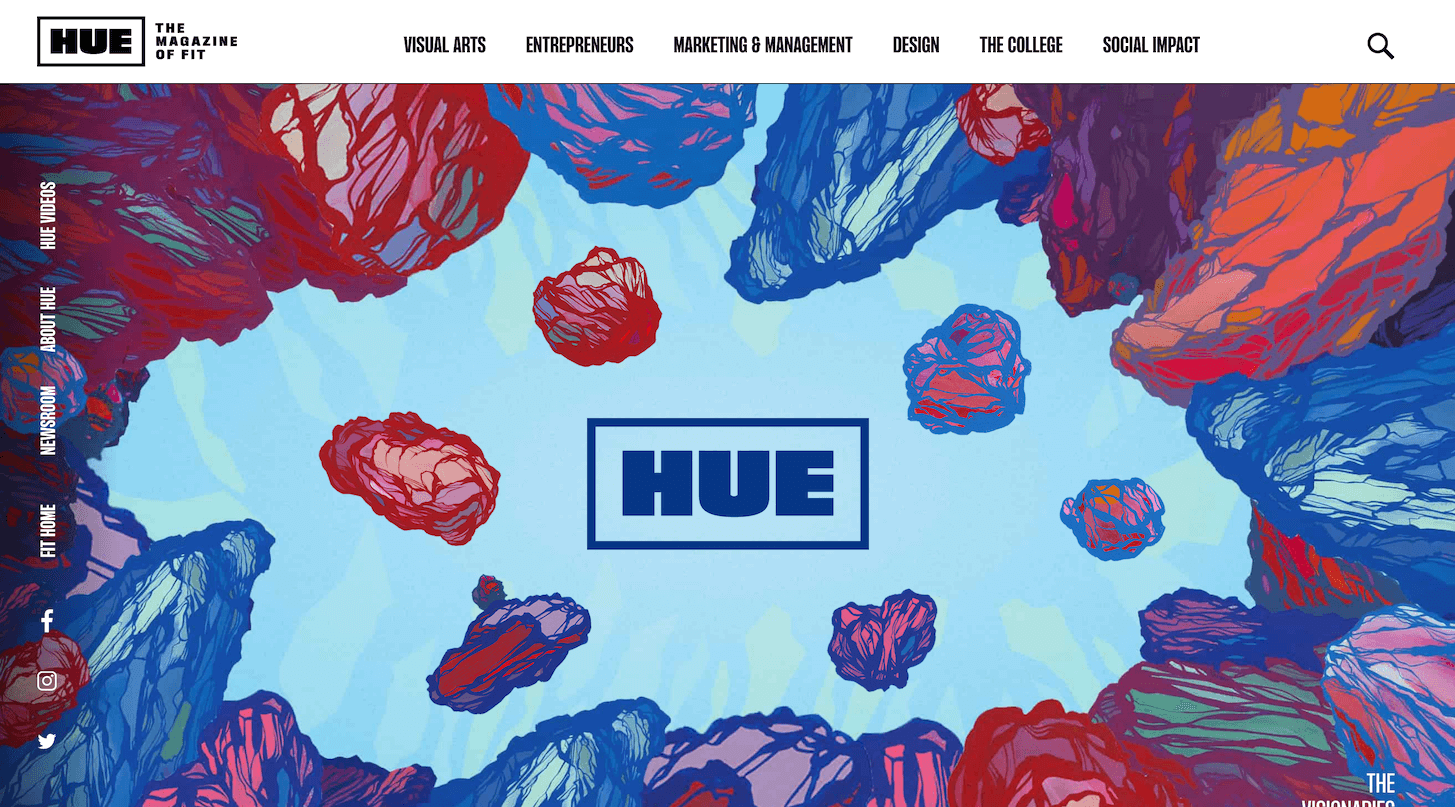 HUE
THE
MAGAZINE
OF FIT
VISUAL ARTS
ENTREPRENEURS
MARKETING & MANAGEMENT
DESIGN
THE COLLEGE
SOCIAL IMPACT
HUE VIDEOS
ABOUT HUE
NEWSROOM
FIT HOME
HUE
THE
VISIONARIES